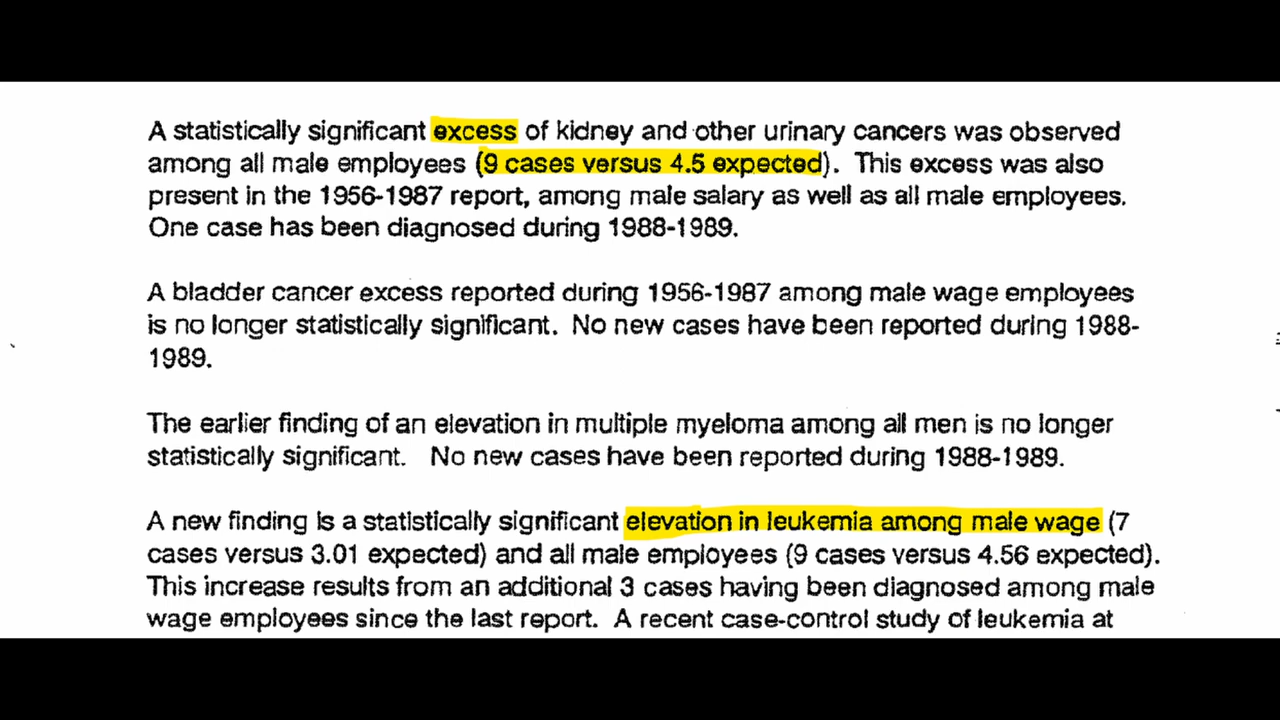 A statistically significant excess of kidney and other urinary cancers was observed
among all male employees (9 cases versus 4.5 expected). This excess was also
present in the 1956-1987 report, among male salary as well as all male employees.
One case has been diagnosed during 1988-1989.
A bladder cancer excess reported during 1956-1987 among male wage employees
is no longer statistically significant. No new cases have been reported during 1988-
1989.
The earlier finding of an elevation in multiple myeloma among all men is no longer
statistically significant. No new cases have been reported during 1988-1989.
A new finding is a statistically significant elevation in leukemia among male wage (7
cases versus 3.01 expected) and all male employees (9 cases versus 4.56 expected).
This increase results from an additional 3 cases having been diagnosed among male
wage employees since the last report. A recent case-control study of leukemia at